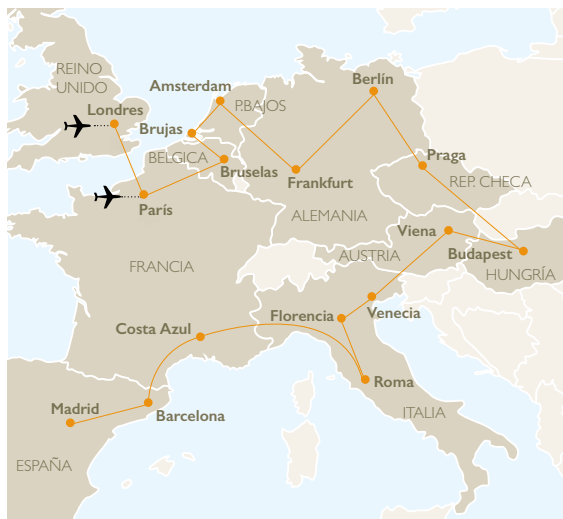 REINO
UNIDO
Londres
Amsterdam
P.BAJOS
Berlín
Brujas
BELGICA
Bruselas
Frankfurt
Praga
REP. CHECA
París
ALEMANIA
Viena
Budapest
AUSTRIA
HUNGRÍA
FRANCIA
Florencia
Venecia
Costa Azul
Roma
Madrid
Barcelona
ITALIA
ESPAÑA